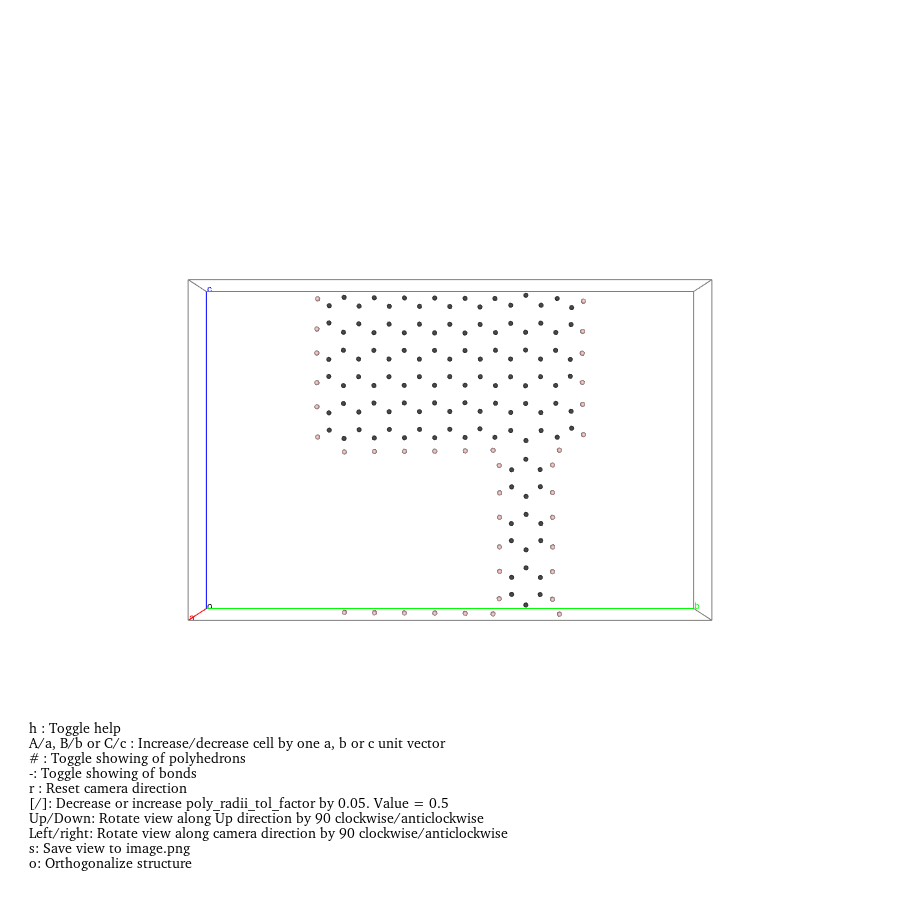 c
o
b
a
h : Toggle help
A/a, B/b or C/c : Increase/decrease cell by one a, b or c unit vector
# : Toggle showing of polyhedrons
-: Toggle showing of bonds
r : Reset camera direction
[/]: Decrease or increase poly_radii_tol_factor by 0.05. Value = 0.5
Up/Down: Rotate view along Up direction by 90 clockwise/anticlockwise
Left/right: Rotate view along camera direction by 90 clockwise/anticlockwise
s: Save view to image.png
o: Orthogonalize structure